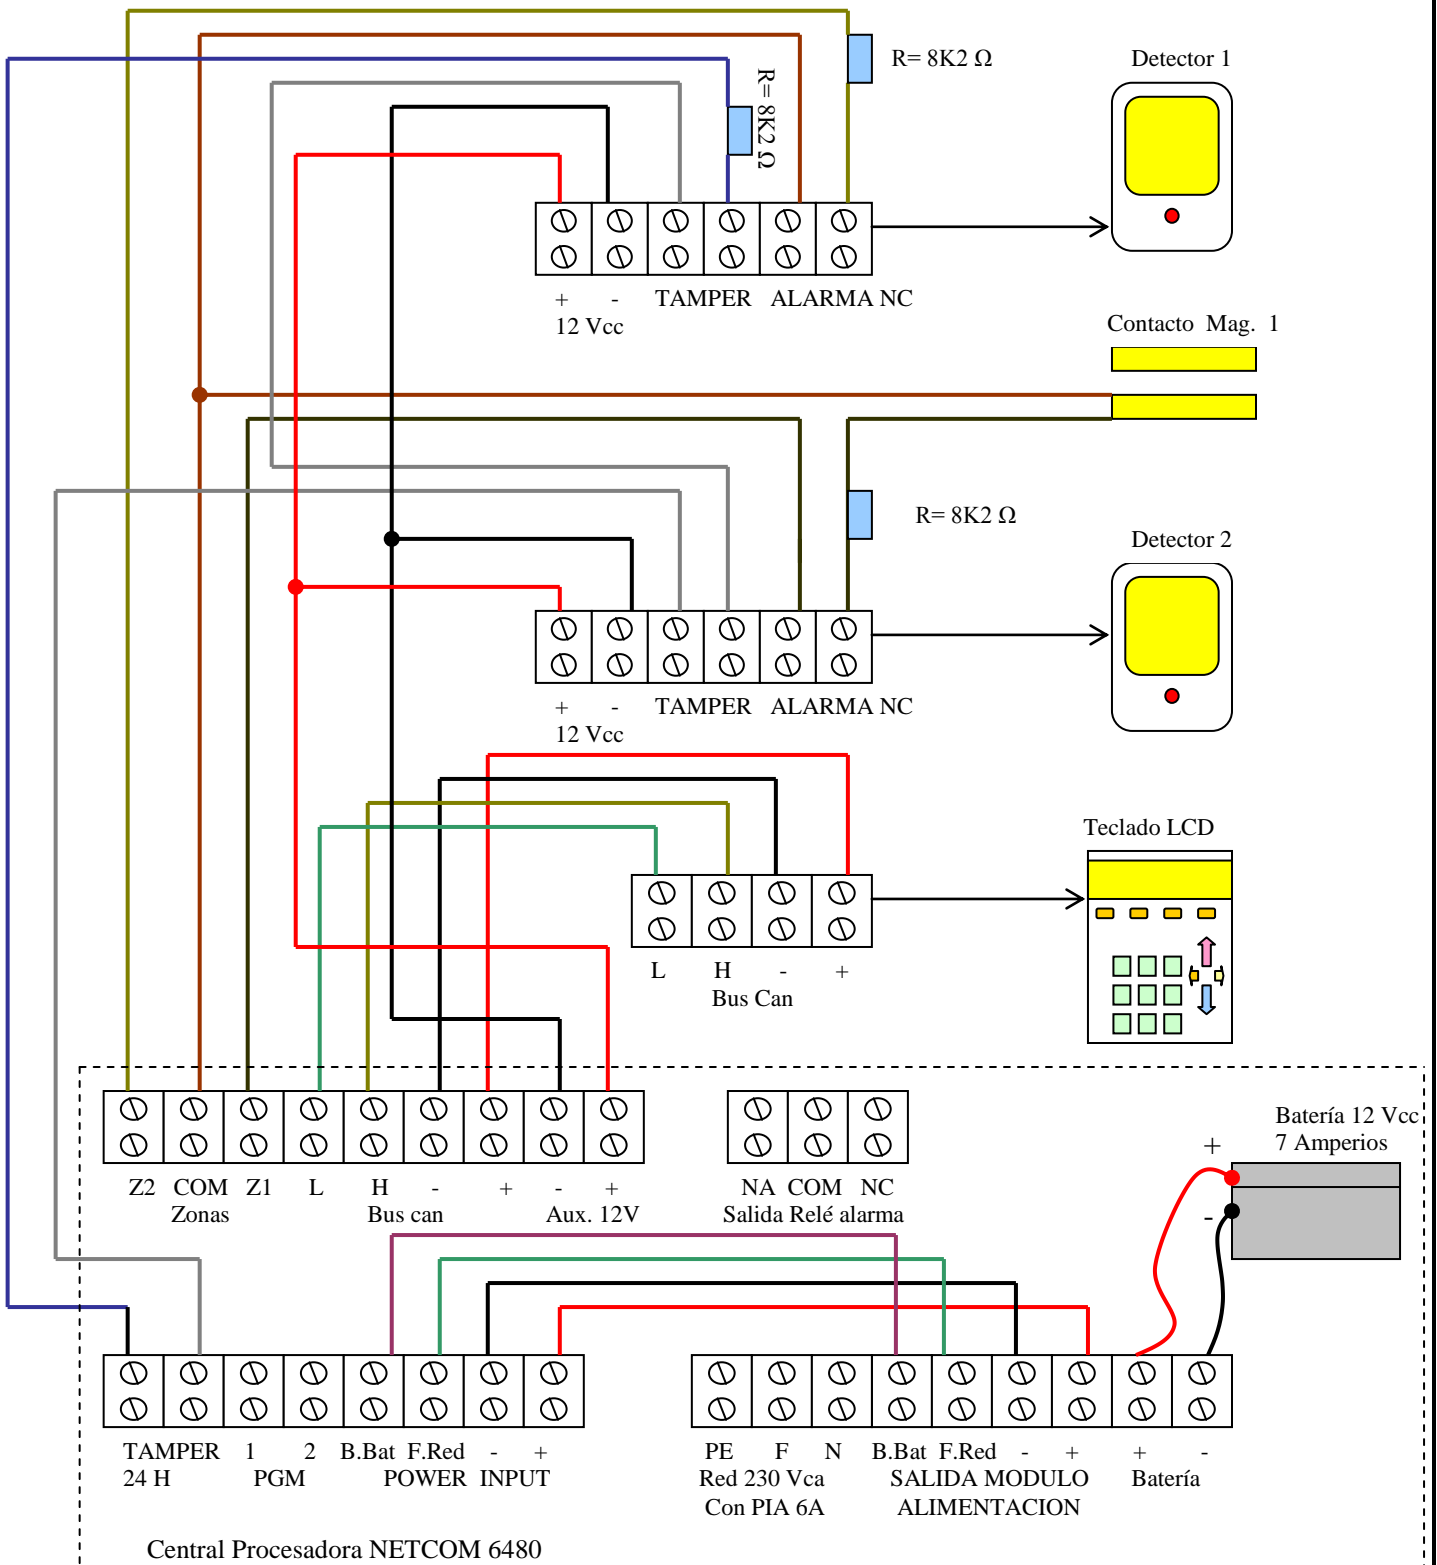 R= 8K2 Ω
Detector 1
R= 8K2 Ω
+ - TAMPER ALARMA NC
12 Vcc
Contacto Mag. 1
R= 8K2 Ω
Detector 2
+ - TAMPER ALARMA NC
12 Vcc
Teclado LCD
L H - +
Bus Can
Batería 12 Vcc
7 Amperios
+
-
Z2 COM Z1 L H - + - +
Zonas Bus can Aux. 12V
NA COM NC
Salida Relé alarma
TAMPER 1 2 B.Bat F.Red - +
24 H PGM POWER INPUT
PE F N B.Bat F.Red - + + -
Red 230 Vca SALIDA MODULO Batería
Con PIA 6A ALIMENTACION
Central Procesadora NETCOM 6480